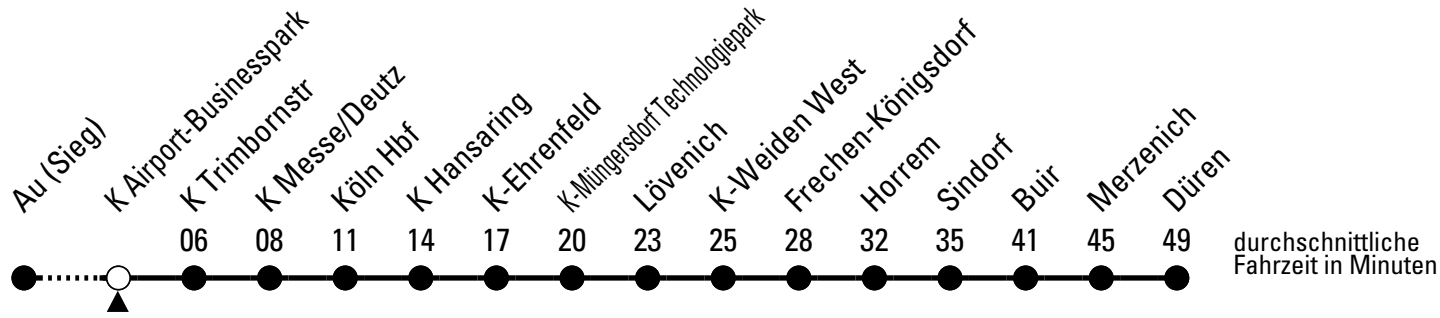 Au (Sieg)
K Airport-Businesspark
K Trimbornstr
K Messe/Deutz
Köln Hbf
K Hansaring
K-Ehrenfeld
K-Müngersdorf Technologiepark
Lövenich
K-Weiden West
Frechen-Königsdorf
Horrem
Sindorf
Buir
Merzenich
Düren
06 08 11 14 17 20 23 25 28 32 35 41 45 49
durchschnittliche
Fahrzeit in Minuten